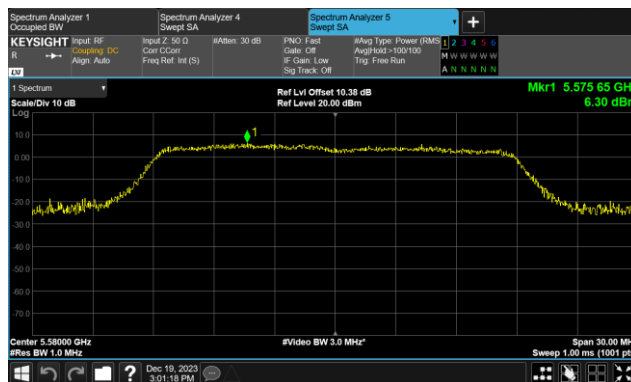 Spectrum Analyzer 1
Occupied BW
Spectrum Analyzer 4
Swept SA
Spectrum Analyzer 5
Swept SA
KEYSIGHT
R
LXI
Input: RF
Coupling: DC
Align: Auto
Input Z: 50 Ω
Corr CCorr
Freq Ref: Int (S)
#Atten: 30 dB
PNO: Fast
Gate: Off
IF Gain: Low
Sig Track: Off
#Avg Type: Power (RMS
Avg|Hold:>100/100
Trig: Free Run
1 2 3 4 5 6
M W W W W W
A N N N N N
1 Spectrum
Scale/Div 10 dB
Log
Ref Lvl Offset 10.38 dB
Ref Level 20.00 dBm
Mkr1 5.575 65 GH
6.30 dBr
1
10.0
0.00
-10.0
-20.0
-30.0
-40.0
-50.0
-60.0
-70.0
Center 5.58000 GHz
#Res BW 1.0 MHz
#Video BW 3.0 MHz*
Span 30.00 MH
Sweep 1.00 ms (1001 pt
?
Dec 19, 2023
3:01:18 PM